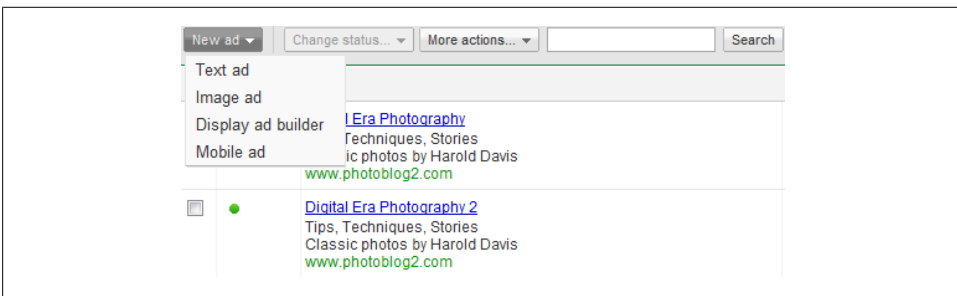 New ad Change status... More actions... Search
Text ad
Image ad
Display ad builder
Mobile ad
l Era Photography
Techniques, Stories
ic photos by Harold Davis
www.photoblog2.com
Digital Era Photography 2
Tips, Techniques, Stories
Classic photos by Harold Davis
www.photoblog2.com